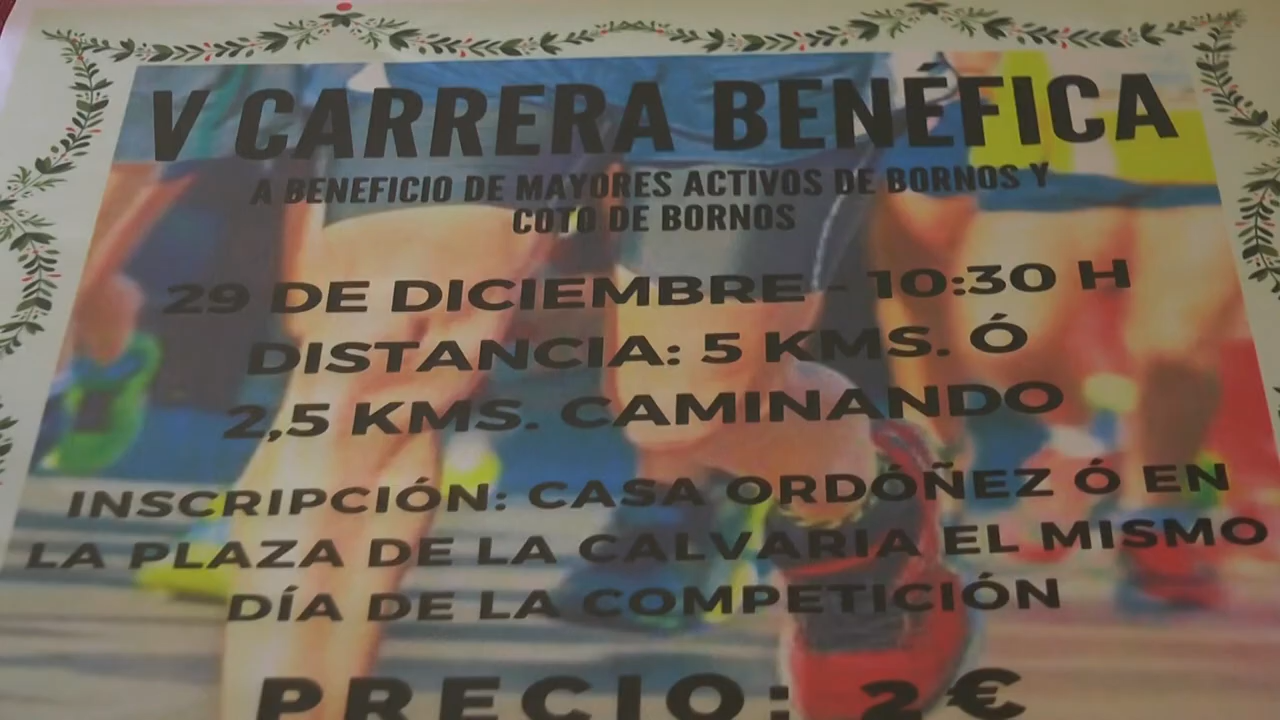 V CARRERA BENÉFICA
A BENEFICIO DE MAYORES ACTIVOS DE BORNOS Y
COTO DE BORNOS
29 DE DICIEMBRE - 10:30 H
DISTANCIA: 5 KMS. Ó
2,5 KMS. CAMINANDO
INSCRIPCIÓN: CASA ORDÓÑEZ Ó EN
LA PLAZA DE LA CALVARIA EL MISMO
DÍA DE LA COMPETICIÓN
PRECIO: 2€